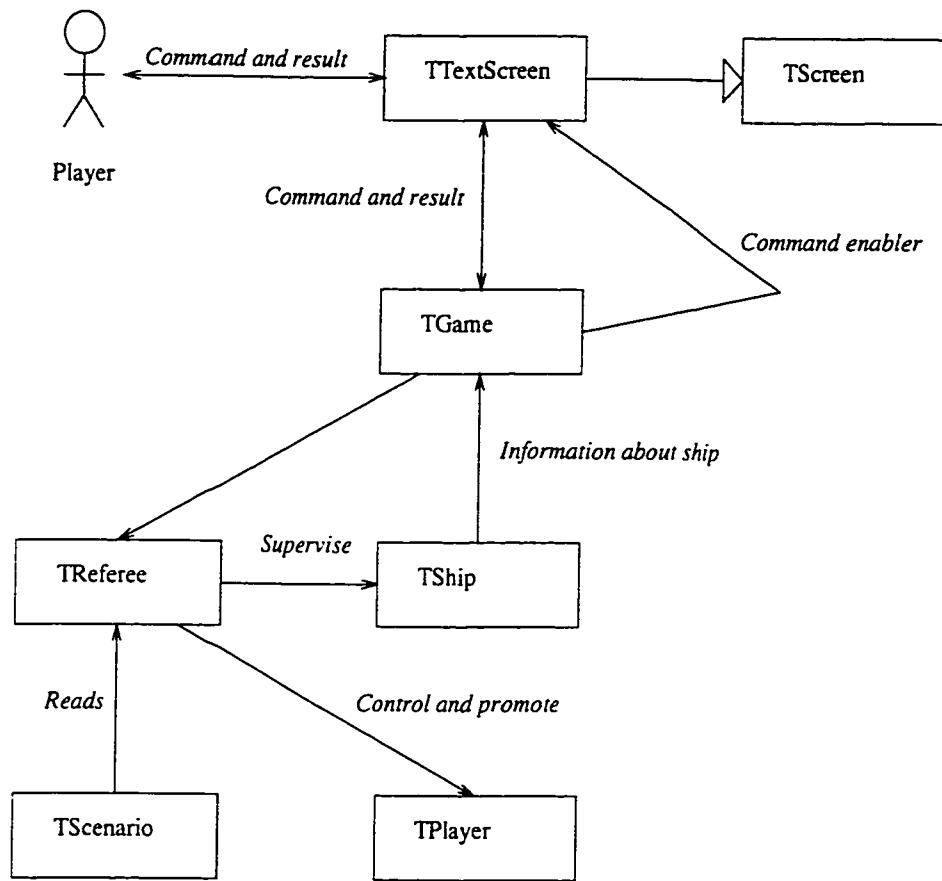 Command and result
TTextScreen
TScreen
Player
Command and result
Command enabler
TGame
Information about ship
Supervise
TReferee
TShip
Reads
Control and promote
TScenario
TPlayer